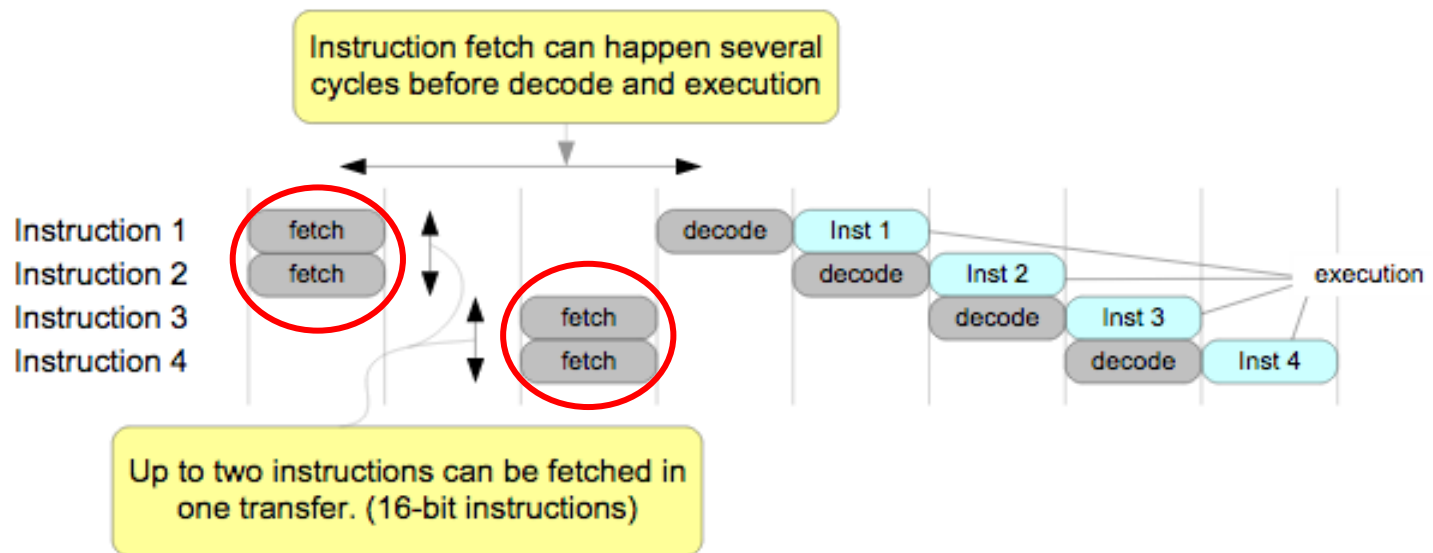 Instruction fetch can happen several
cycles before decode and execution
Instruction 1 fetch decode Inst 1
Instruction 2 fetch decode Inst 2 execution
Instruction 3 fetch decode Inst 3
Instruction 4 fetch decode Inst 4
Up to two instructions can be fetched in
one transfer. (16-bit instructions)